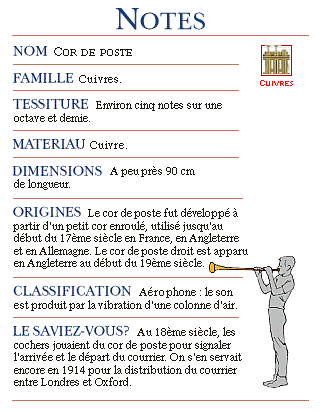 NOTES
NOM COR DE POSTE
CUIVRES
FAMILLE Cuivres.
TESSITURE Environ cinq notes sur une
octave et demie.
MATERIAU Cuivre.
DIMENSIONS A peu près 90 cm
de longueur.
ORIGINES Le cor de poste fut développé à
partir d'un petit cor enroulé, utilisé jusqu'au
début du 17ème siècle en France, en Angleterre
et en Allemagne. Le cor de poste droit est apparu
en Angleterre au début du 19ème siècle.
CLASSIFICATION Aérophone : le son
est produit par la vibration d'une colonne d'air.
LE SAVIEZ-VOUS? Au 18ème siècle, les
cochers jouaient du cor de poste pour signaler
l'arrivée et le départ du courrier. On s'en servait
encore en 1914 pour la distribution du courrier
entre Londres et Oxford.